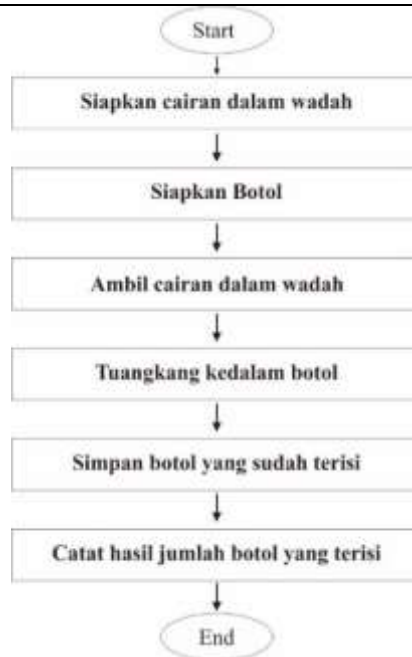 Start
Siapkan cairan dalam wadah
Siapkan Botol
Ambil cairan dalam wadah
Tuangkang kedalam botol
Simpan botol yang sudah terisi
Catat hasil jumlah botol yang terisi
End